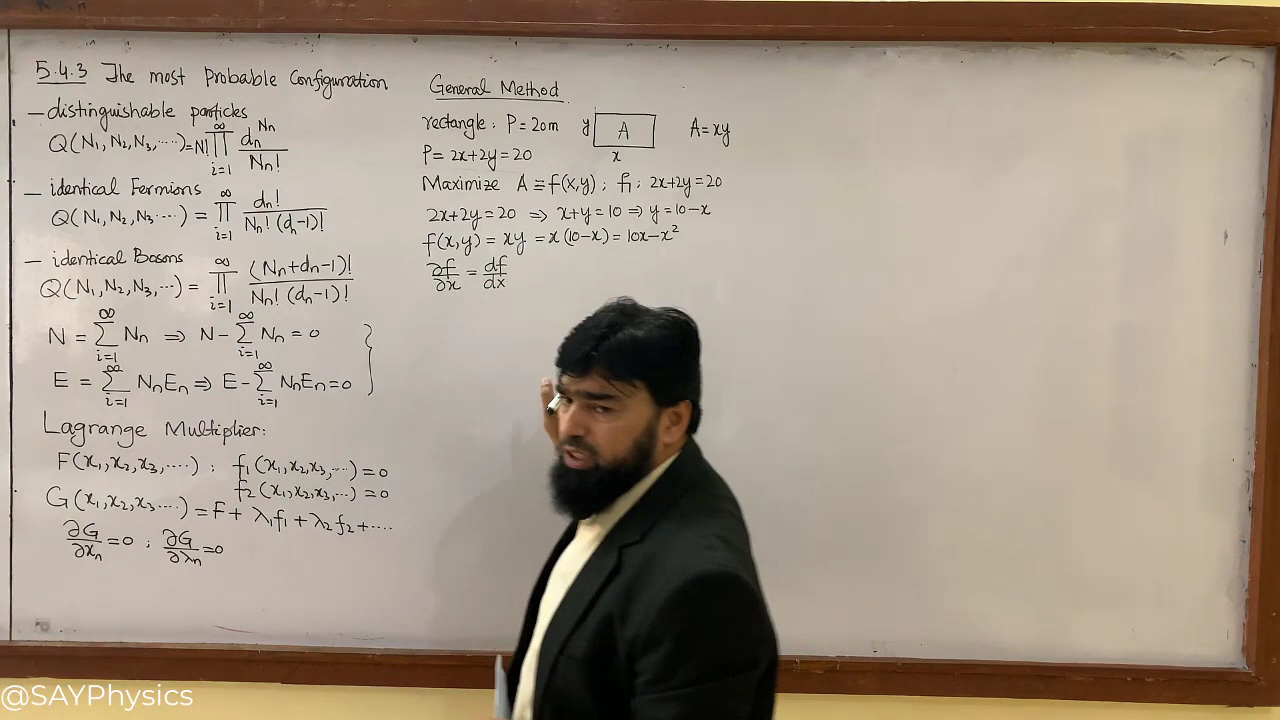 5.4.3 The most Probable Configuration
— distinguishable particles
Q(N₁, N₂, N₃, ....) = N! ∏_{i=1}^{∞} dₙ^{Nₙ} / Nₙ!
— identical Fermions
Q(N₁, N₂, N₃ ....) = ∏_{i=1}^{∞} dₙ! / Nₙ! (dₙ-1)!
— identical Bosons
Q(N₁, N₂, N₃, ...) = ∏_{i=1}^{∞} (Nₙ+dₙ-1)! / Nₙ! (dₙ-1)!
N = ∑_{i=1}^{∞} Nₙ ⇒ N - ∑_{i=1}^{∞} Nₙ = 0
E = ∑_{i=1}^{∞} NₙEₙ ⇒ E - ∑_{i=1}^{∞} NₙEₙ = 0
Lagrange Multiplier:
F(x₁, x₂, x₃, ....) ; f₁(x₁, x₂, x₃, ...) = 0
f₂(x₁, x₂, x₃, ...) = 0
G(x₁, x₂, x₃ ....) = F + λ₁f₁ + λ₂f₂ + ....
∂G/∂xₙ = 0 ; ∂G/∂λₙ = 0
General Method
rectangle: P = 20m y A A = xy
x
P = 2x+2y = 20
Maximize A ≡ f(x,y) ; f₁ ; 2x+2y = 20
2x+2y = 20 ⇒ x+y = 10 ⇒ y = 10-x
f(x,y) = xy = x(10-x) = 10x-x²
∂f/∂x = df/dx
@SAYPhysics